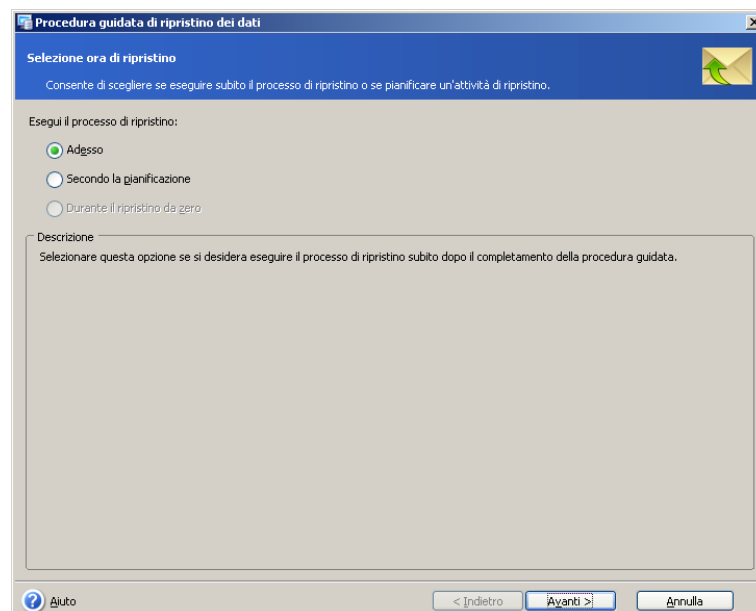 Procedura guidata di ripristino dei dati
Selezione ora di ripristino
Consente di scegliere se eseguire subito il processo di ripristino o se pianificare un'attività di ripristino.
Esegui il processo di ripristino:
Adesso
Secondo la pianificazione
Durante il ripristino da zero
Descrizione
Selezionare questa opzione se si desidera eseguire il processo di ripristino subito dopo il completamento della procedura guidata.
Aiuto
< Indietro
Avanti >
Annulla